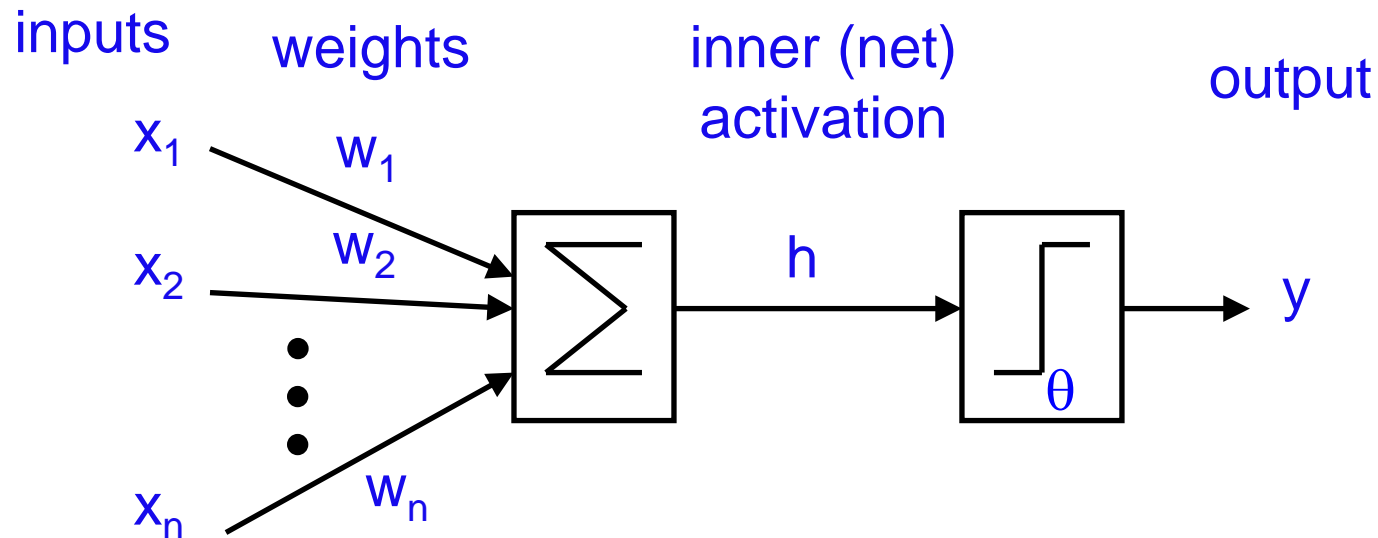 inputs
weights
inner (net)
activation
output
x₁
w₁
x₂
w₂
h
y
θ
xₙ
wₙ